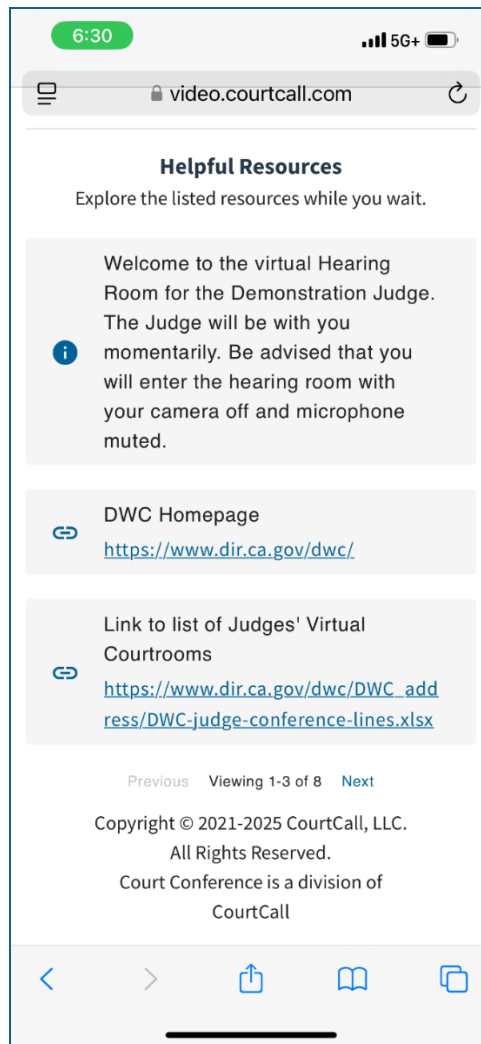 6:30
5G+
video.courtcall.com
Helpful Resources
Explore the listed resources while you wait.
Welcome to the virtual Hearing
Room for the Demonstration Judge.
The Judge will be with you
momentarily. Be advised that you
will enter the hearing room with
your camera off and microphone
muted.
DWC Homepage
https://www.dir.ca.gov/dwc/
Link to list of Judges' Virtual
Courtrooms
https://www.dir.ca.gov/dwc/DWC_add
ress/DWC-judge-conference-lines.xlsx
Previous Viewing 1-3 of 8 Next
Copyright © 2021-2025 CourtCall, LLC.
All Rights Reserved.
Court Conference is a division of
CourtCall